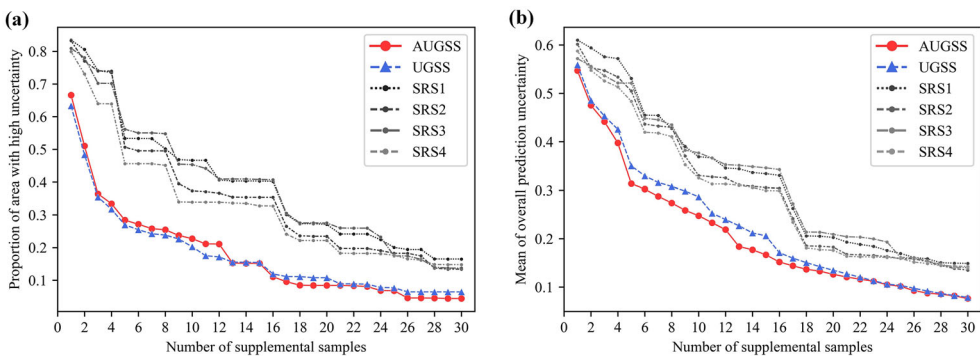 (a)
Proportion of area with high uncertainty
0.8
0.7
0.6
0.5
0.4
0.3
0.2
0.1
0 2 4 6 8 10 12 14 16 18 20 22 24 26 28 30
Number of supplemental samples
AUGSS
UGSS
SRS1
SRS2
SRS3
SRS4
(b)
Mean of overall prediction uncertainty
0.6
0.5
0.4
0.3
0.2
0.1
0 2 4 6 8 10 12 14 16 18 20 22 24 26 28 30
Number of supplemental samples
AUGSS
UGSS
SRS1
SRS2
SRS3
SRS4